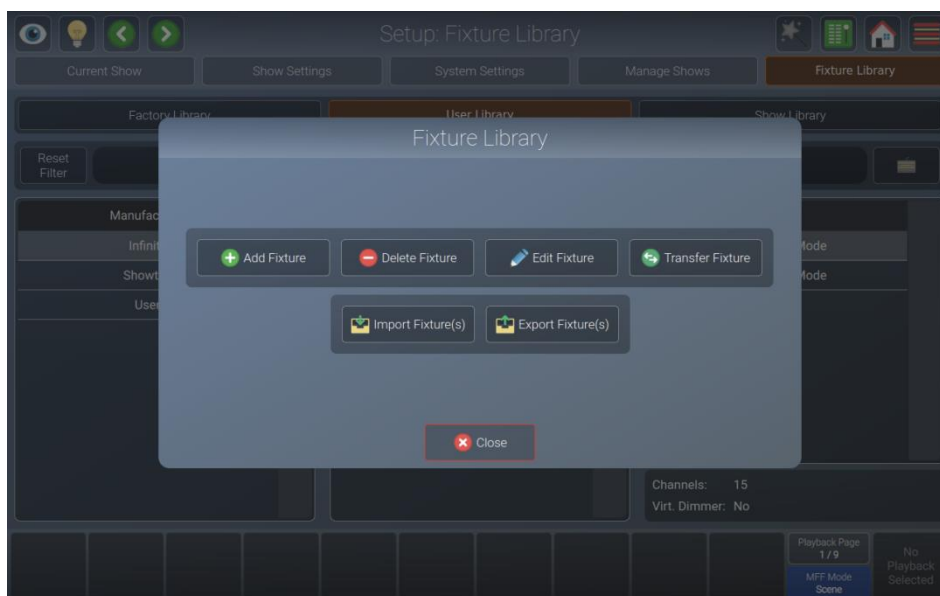 Setup: Fixture Library
Current Show
Show Settings
System Settings
Manage Shows
Fixture Library
Factory Library
User Library
Show Library
Fixture Library
Reset
Filter
Manufac
Infinit
Mode
Add Fixture
Delete Fixture
Edit Fixture
Transfer Fixture
Showt
Mode
User
Import Fixture(s)
Export Fixture(s)
Close
Channels: 15
Virt. Dimmer: No
Playback Page
1 / 9
MFF Mode
Scene
No
Playback
Selected